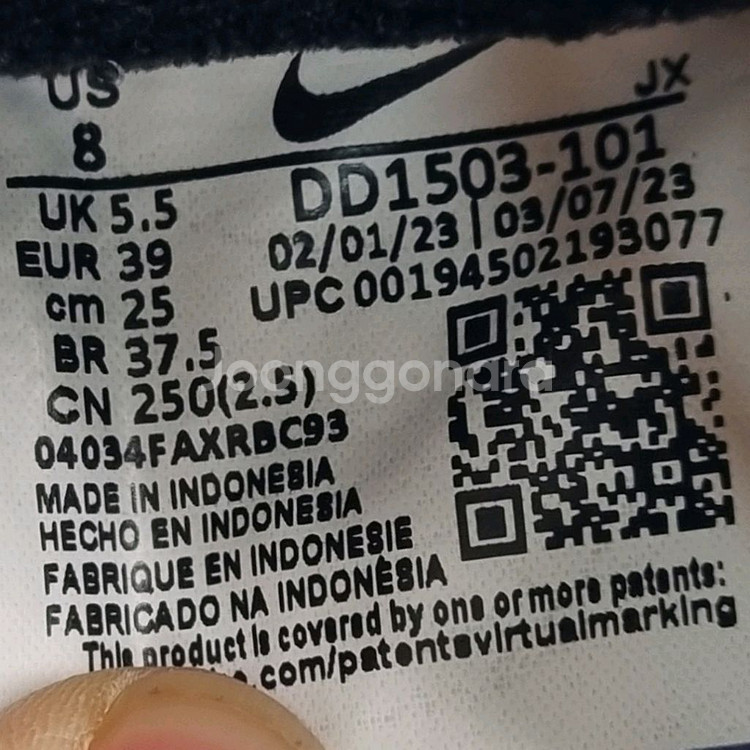 US
8
JX
UK 5.5
EUR 39
cm 25
BR 37.5
CN 250(2.5)
DD1503-101
02/01/23 | 03/07/23
UPC 00194502193077
joonggonara
04034FAXRBC93
MADE IN INDONESIA
HECHO EN INDONESIA
FABRIQUE EN INDONESIE
FABRICADO NA INDONÉSIA
This product is covered by one or more patents:
.com/patentsvirtualmarking